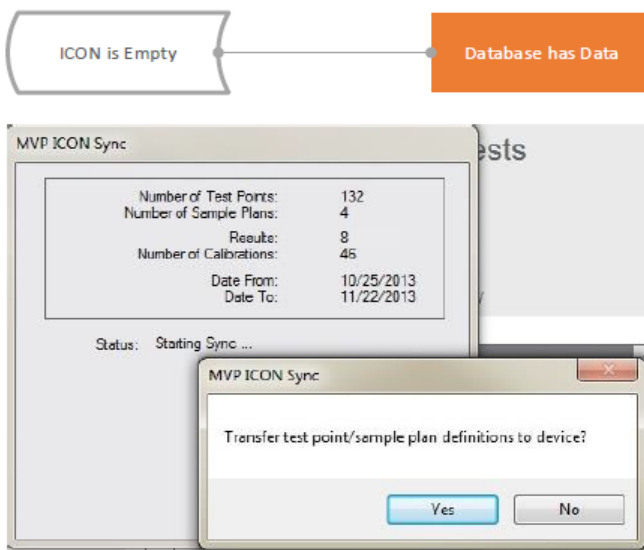 ICON is Empty
Database has Data
MVP ICON Sync
ests
Number of Test Points: 132
Number of Sample Plans: 4
Results: 8
Number of Calibrations: 46
Date From: 10/25/2013
Date To: 11/22/2013
Status: Starting Sync ...
MVP ICON Sync
Transfer test point/sample plan definitions to device?
Yes No